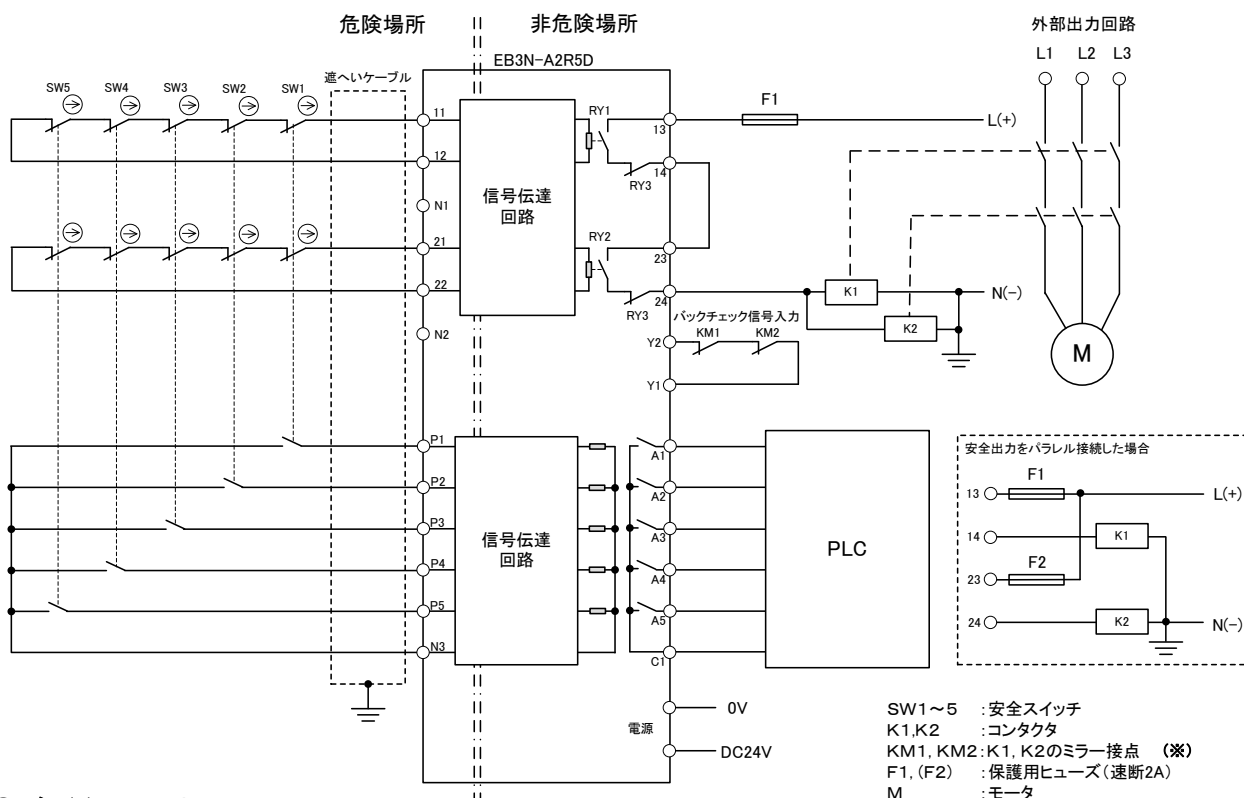 危険場所
非危険場所
外部出力回路
EB3N-A2R5D
L1 L2 L3
遮へいケーブル
SW5 SW4 SW3 SW2 SW1
11
12
N1
21
22
N2
信号伝達
回路
RY1
13
14
RY3
RY2
23
24
RY3
F1
L(+)
K1
N(-)
K2
M
バックチェック信号入力
KM1 KM2
Y2
Y1
P1
P2
P3
P4
P5
N3
信号伝達
回路
A1
A2
A3
A4
A5
C1
PLC
安全出力をパラレル接続した場合
F1
13
L(+)
14
K1
F2
23
24
K2
N(-)
電源
0V
DC24V
SW1~5 :安全スイッチ
K1,K2 :コンタクタ
KM1, KM2:K1, K2のミラー接点 (※)
F1, (F2) :保護用ヒューズ(速断2A)
M :モータ